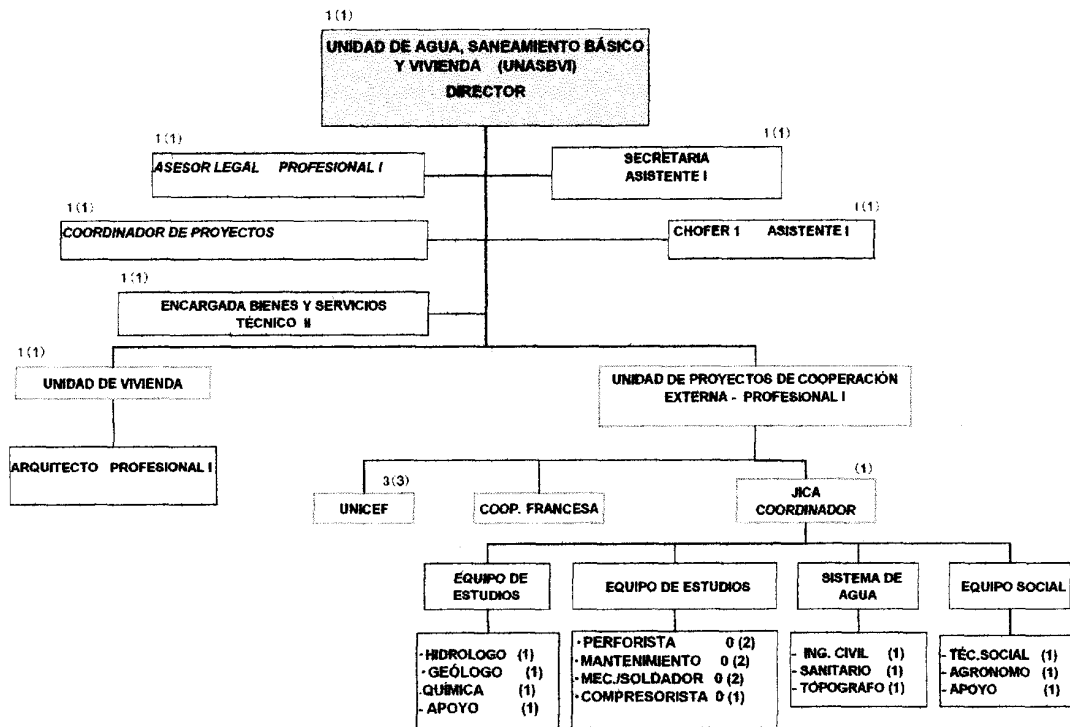 1(1)
UNIDAD DE AGUA, SANEAMIENTO BÁSICO
Y VIVIENDA (UNASBVI)
DIRECTOR
1(1)
ASESOR LEGAL PROFESIONAL I
1(1)
SECRETARIA
ASISTENTE I
1(1)
COORDINADOR DE PROYECTOS
1(1)
CHOFER 1 ASISTENTE I
1(1)
ENCARGADA BIENES Y SERVICIOS
TÉCNICO II
1(1)
UNIDAD DE VIVIENDA
UNIDAD DE PROYECTOS DE COOPERACIÓN
EXTERNA - PROFESIONAL I
ARQUITECTO PROFESIONAL I
3(3)
UNICEF
COOP. FRANCESA
(1)
JICA
COORDINADOR
EQUIPO DE
ESTUDIOS
EQUIPO DE ESTUDIOS
SISTEMA DE
AGUA
EQUIPO SOCIAL
·HIDROLOGO (1)
·GEÓLOGO (1)
-QUÍMICA (1)
- APOYO (1)
·PERFORISTA 0 (2)
·MANTENIMIENTO 0 (2)
·MEC./SOLDADOR 0 (2)
·COMPRESORISTA 0 (1)
- ING. CIVIL (1)
- SANITARIO (1)
- TOPOGRAFO (1)
- TÉC.SOCIAL (1)
- AGRONOMO (1)
- APOYO (1)